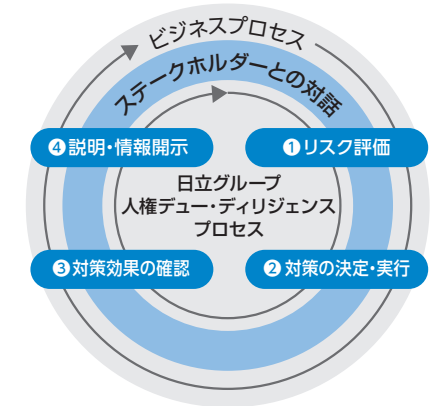 ビジネスプロセス
ステークホルダーとの対話
❹説明・情報開示
❶リスク評価
日立グループ
人権デュー・ディリジェンス
プロセス
❸対策効果の確認
❷対策の決定・実行